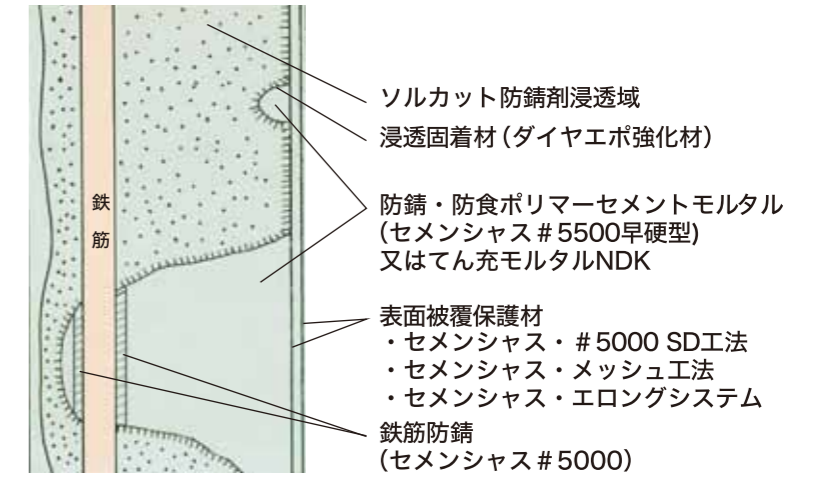 ソルカット防錆剤浸透域
浸透固着材（ダイヤエポ強化材）
鉄筋
防錆・防食ポリマーセメントモルタル
(セメンシャス＃5500早硬型)
又はてん充モルタルNDK
表面被覆保護材
・セメンシャス・＃5000 SD工法
・セメンシャス・メッシュ工法
・セメンシャス・エロングシステム
鉄筋防錆
(セメンシャス＃5000）